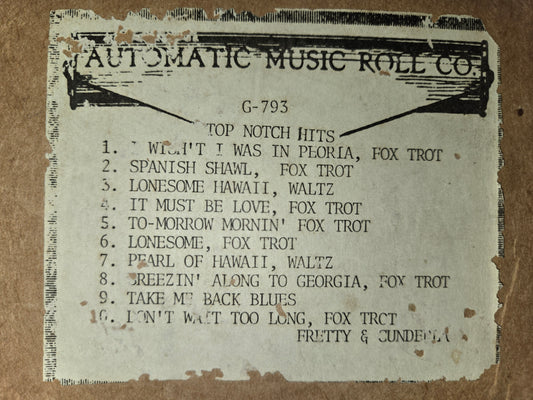 AUTOMATIC MUSIC ROLL CO.
G-793
TOP NOTCH HITS
1. I WISH'T I WAS IN PEORIA, FOX TROT
2. SPANISH SHAWL, FOX TROT
3. LONESOME HAWAII, WALTZ
4. IT MUST BE LOVE, FOX TROT
5. TO-MORROW MORNIN' FOX TROT
6. LONESOME, FOX TROT
7. PEARL OF HAWAII, WALTZ
8. BREEZIN' ALONG TO GEORGIA, FOX TROT
9. TAKE ME BACK BLUES
10. DON'T WAIT TOO LONG, FOX TROT
FRETTY &